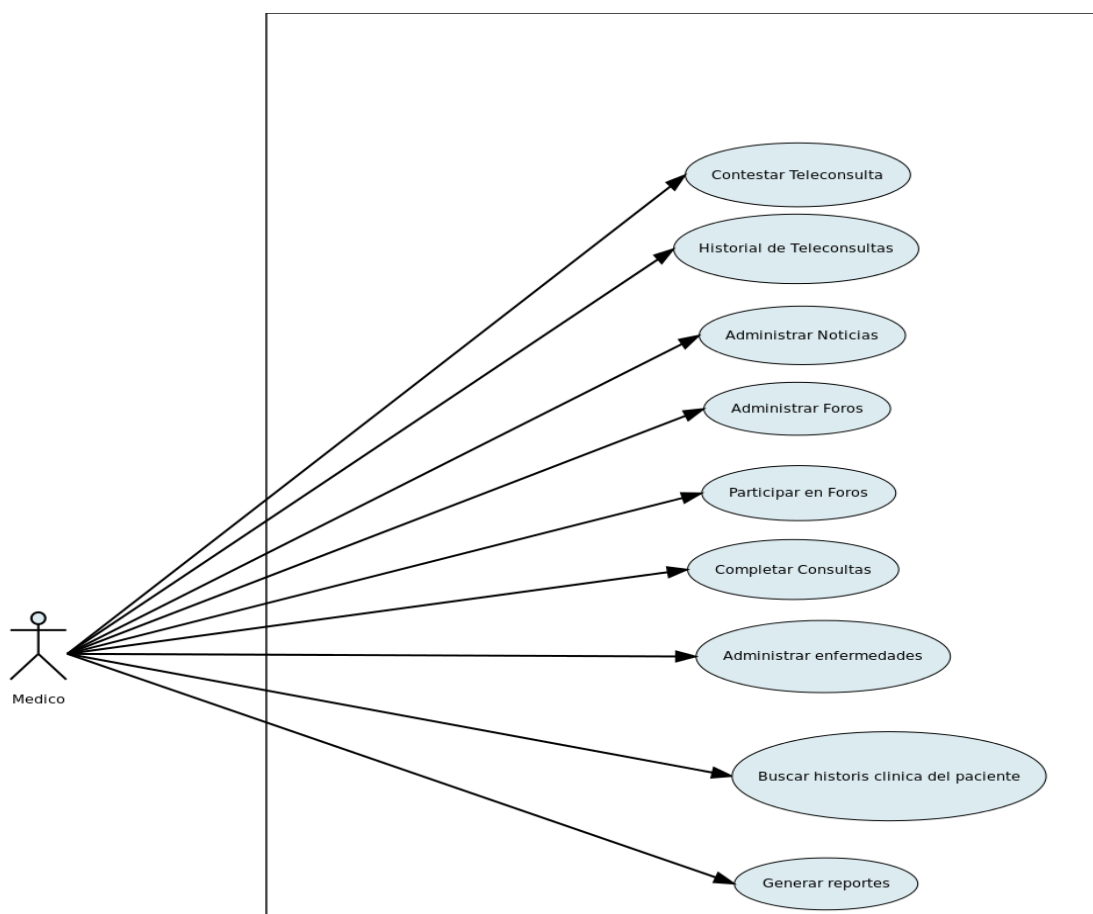 Contestar Teleconsulta
Historial de Teleconsultas
Administrar Noticias
Administrar Foros
Participar en Foros
Completar Consultas
Administrar enfermedades
Medico
Buscar historis clinica del paciente
Generar reportes